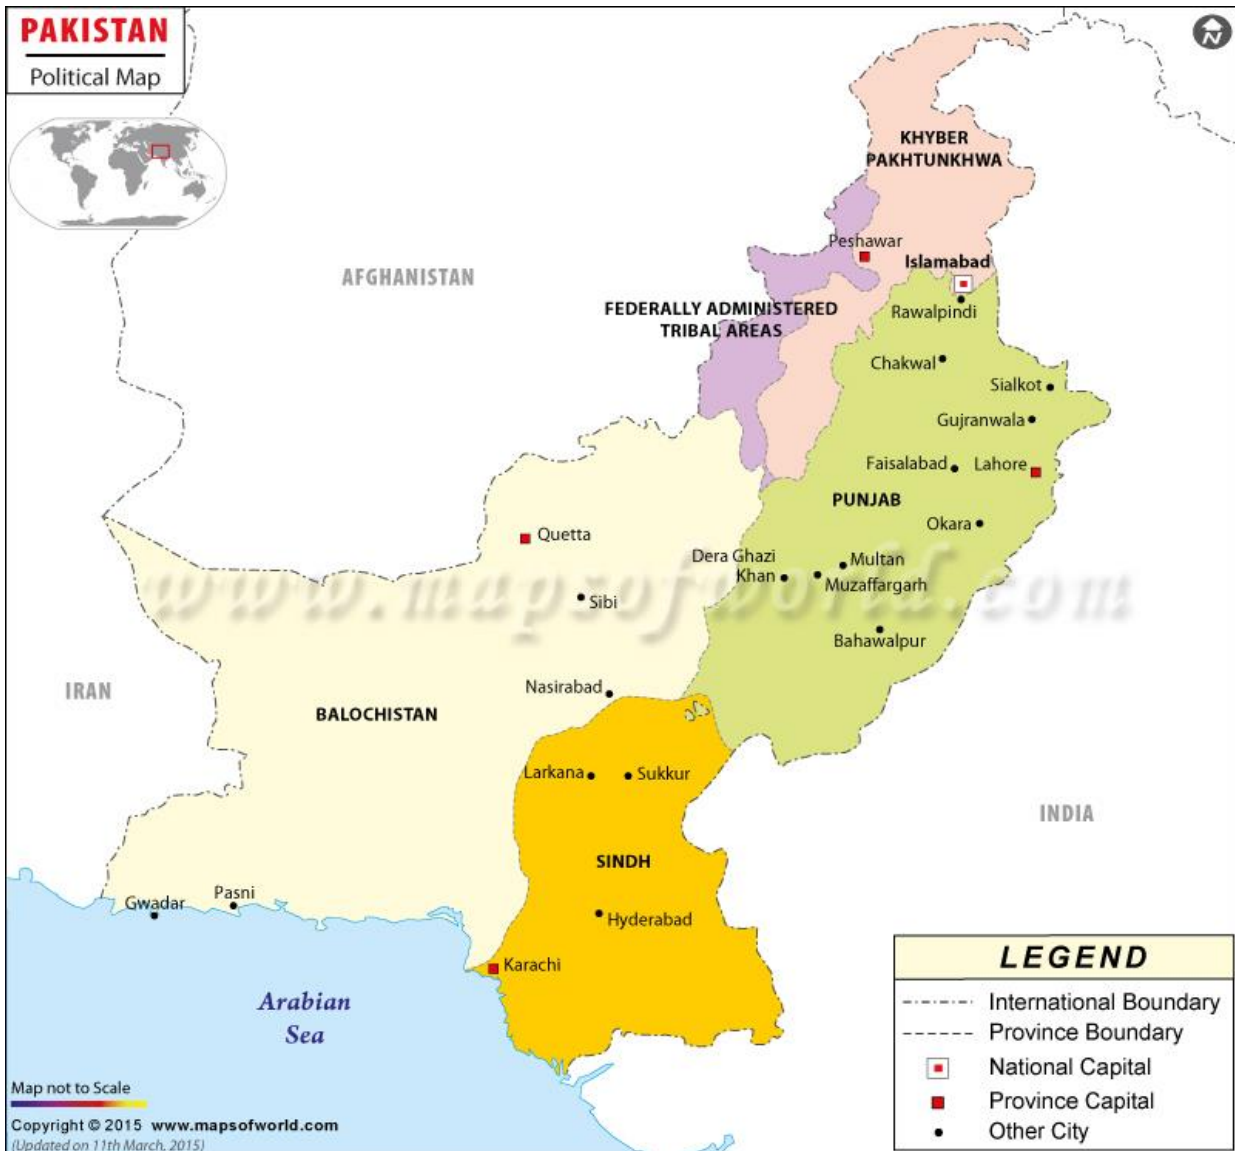 PAKISTAN
Political Map
N
KHYBER
PAKHTUNKHWA
Peshawar
Islamabad
AFGHANISTAN
FEDERALLY ADMINISTERED
TRIBAL AREAS
Rawalpindi
Chakwal
Sialkot
Gujranwala
Faisalabad
Lahore
PUNJAB
Okara
Quetta
Dera Ghazi
Khan
Multan
Muzaffargarh
www.mapsofworld.com
Sibi
Bahawalpur
IRAN
Nasirabad
BALOCHISTAN
Larkana
Sukkur
INDIA
SINDH
Gwadar
Pasni
Hyderabad
Karachi
Arabian
Sea
LEGEND
International Boundary
Province Boundary
National Capital
Province Capital
Other City
Map not to Scale
Copyright © 2015 www.mapsofworld.com
(Updated on 11th March, 2015)